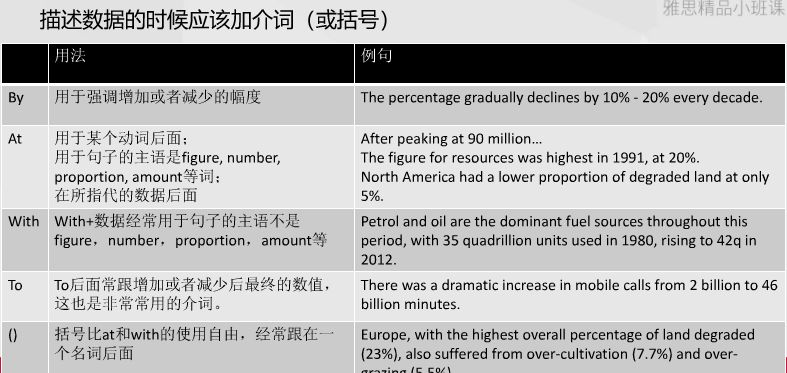 描述数据的时候应该加介词（或括号）
雅思精品小班课
用法
例句
By
用于强调增加或者减少的幅度
The percentage gradually declines by 10% - 20% every decade.
At
用于某个动词后面；
用于句子的主语是figure, number,
proportion, amount等词；
在所指代的数据后面
After peaking at 90 million…
The figure for resources was highest in 1991, at 20%.
North America had a lower proportion of degraded land at only
5%.
With
With+数据经常用于句子的主语不是
figure，number，proportion，amount等
Petrol and oil are the dominant fuel sources throughout this
period, with 35 quadrillion units used in 1980, rising to 42q in
2012.
To
To后面常跟增加或者减少后最终的数值，
这也是非常常用的介词。
There was a dramatic increase in mobile calls from 2 billion to 46
billion minutes.
()
括号比at和with的使用自由，经常跟在一
个名词后面
Europe, with the highest overall percentage of land degraded
(23%), also suffered from over-cultivation (7.7%) and over-
grazing (5.5%)